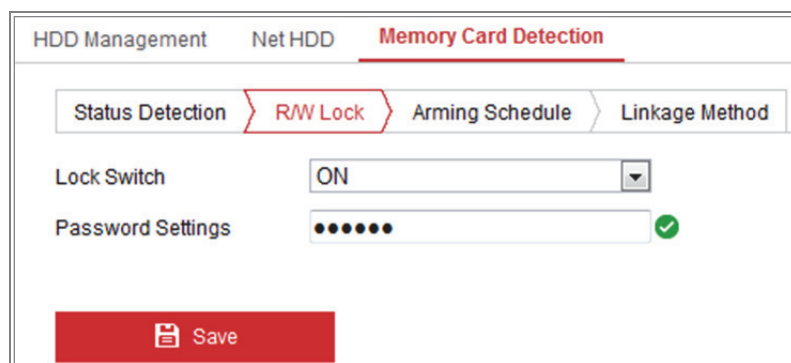 HDD Management Net HDD Memory Card Detection
Status Detection R/W Lock Arming Schedule Linkage Method
Lock Switch ON
Password Settings ••••••
Save